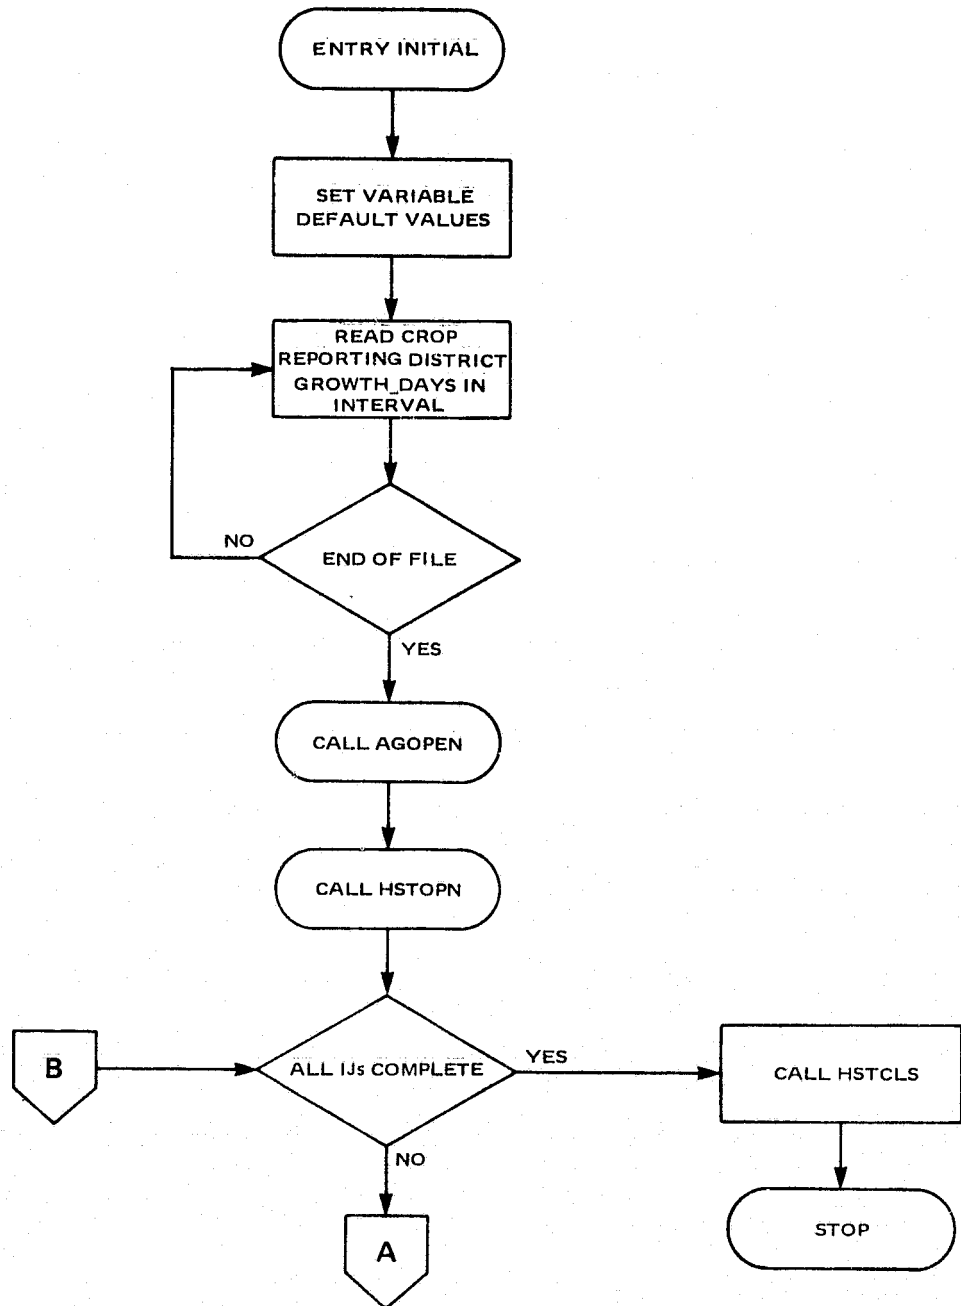 ENTRY INITIAL
SET VARIABLE
DEFAULT VALUES
READ CROP
REPORTING DISTRICT
GROWTH_DAYS IN
INTERVAL
NO
END OF FILE
YES
CALL AGOPEN
CALL HSTOPN
B
ALL IJs COMPLETE
YES
CALL HSTCLS
NO
A
STOP